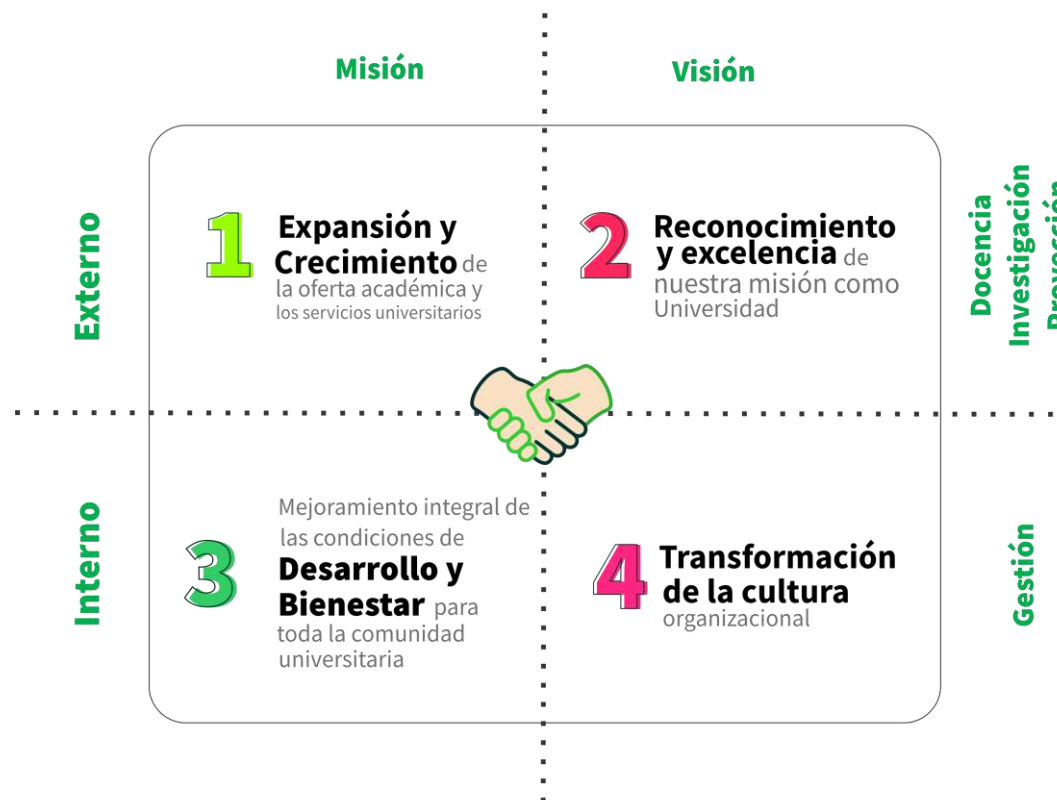 Misión
Visión
Externo
1
Expansión y
Crecimiento de
la oferta académica y
los servicios universitarios
2
Reconocimiento
y excelencia de
nuestra misión como
Universidad
Docencia
Investigación
Proyección
Interno
3
Mejoramiento integral de
las condiciones de
Desarrollo y
Bienestar para
toda la comunidad
universitaria
4
Transformación
de la cultura
organizacional
Gestión